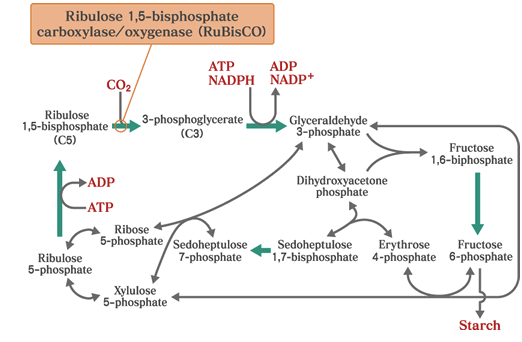 Ribulose 1,5-bisphosphate
carboxylase/oxygenase (RuBisCO)
CO2
ATP
NADPH
ADP
NADP+
Ribulose
1,5-bisphosphate
(C5)
3-phosphoglycerate
(C3)
Glyceraldehyde
3-phosphate
Fructose
1,6-biphosphate
Dihydroxyacetone
phosphate
ADP
ATP
Ribose
5-phosphate
Sedoheptulose
7-phosphate
Sedoheptulose
1,7-bisphosphate
Erythrose
4-phosphate
Fructose
6-phosphate
Ribulose
5-phosphate
Xylulose
5-phosphate
Starch